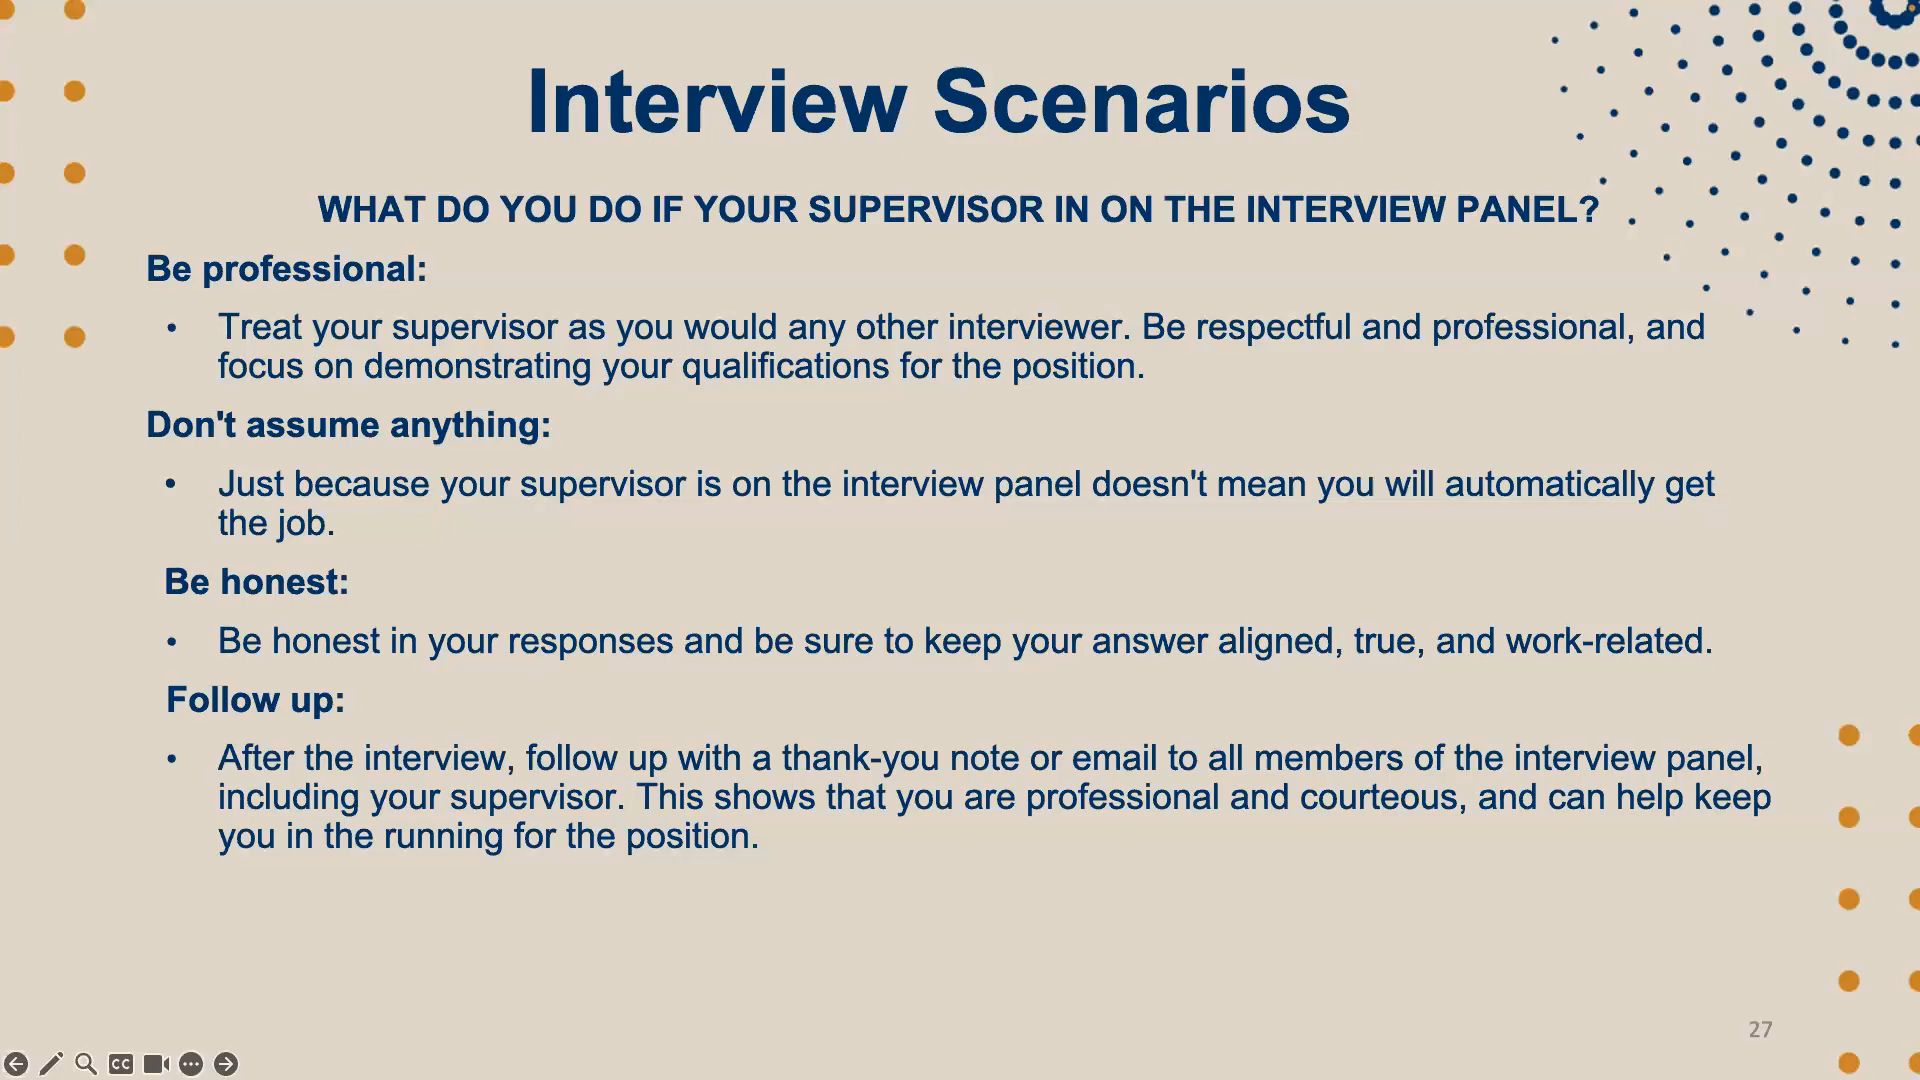 Interview Scenarios
WHAT DO YOU DO IF YOUR SUPERVISOR IN ON THE INTERVIEW PANEL?
Be professional:
• Treat your supervisor as you would any other interviewer. Be respectful and professional, and
focus on demonstrating your qualifications for the position.
Don't assume anything:
• Just because your supervisor is on the interview panel doesn't mean you will automatically get
the job.
Be honest:
• Be honest in your responses and be sure to keep your answer aligned, true, and work-related.
Follow up:
• After the interview, follow up with a thank-you note or email to all members of the interview panel,
including your supervisor. This shows that you are professional and courteous, and can help keep
you in the running for the position.
27
CC